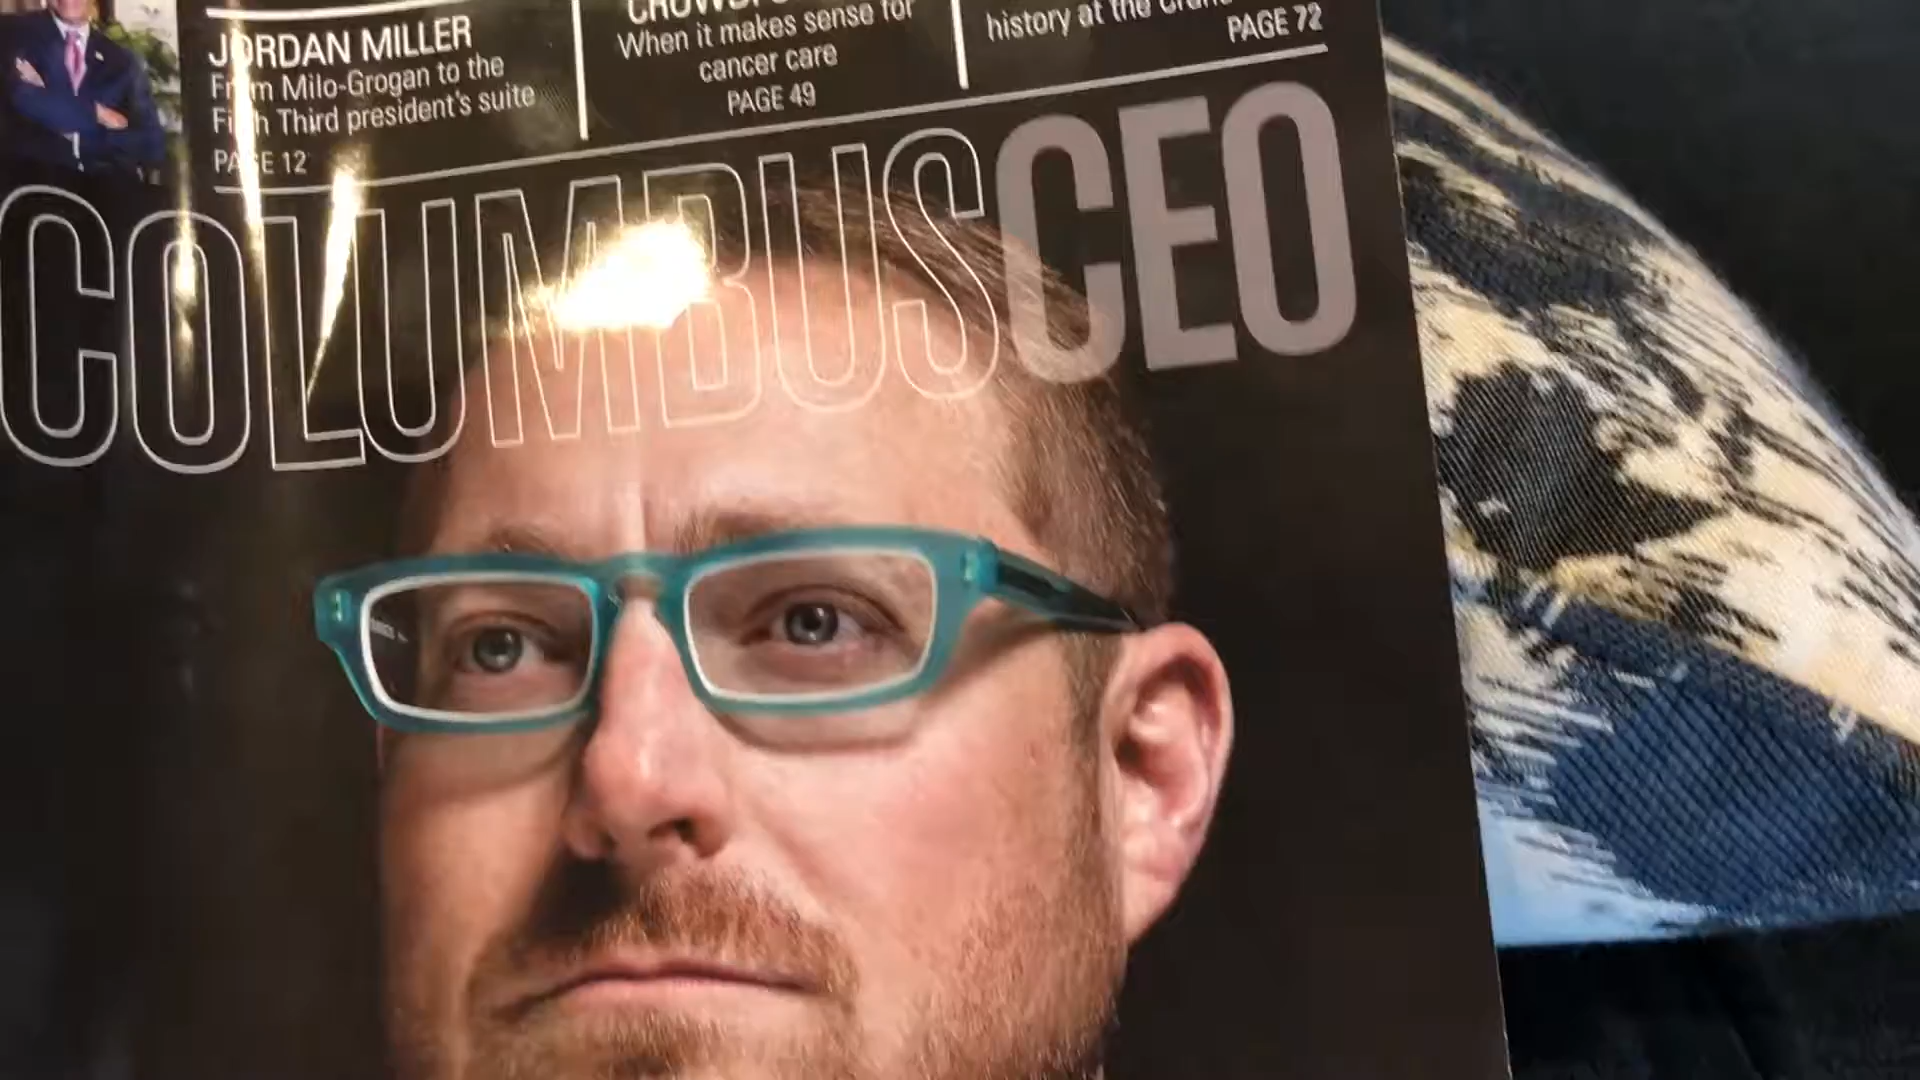 JORDAN MILLER
From Milo-Grogan to the
Fifth Third president's suite
PAGE 12
When it makes sense for
cancer care
PAGE 49
history at the
PAGE 72
COLUMBUSCEO